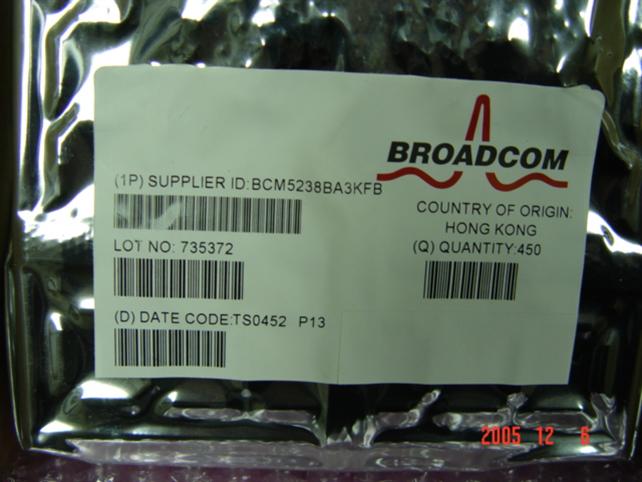 BROADCOM
(1P) SUPPLIER ID:BCM5238BA3KFB
COUNTRY OF ORIGIN:
HONG KONG
LOT NO: 735372
(Q) QUANTITY:450
(D) DATE CODE:TS0452 P13
2005 12 6